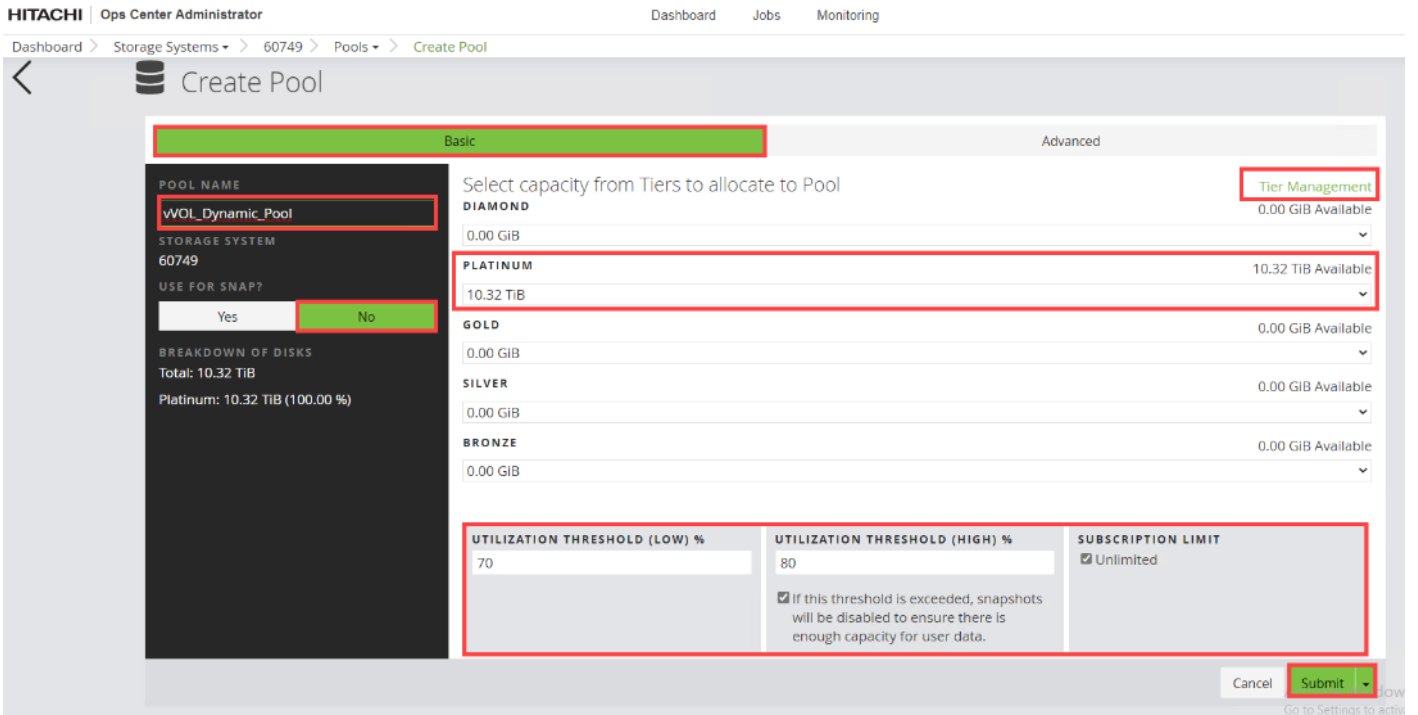 HITACHI Ops Center Administrator
Dashboard Jobs Monitoring
Dashboard Storage Systems 60749 Pools Create Pool
Create Pool
Basic Advanced
POOL NAME
vVOL_Dynamic_Pool
STORAGE SYSTEM
60749
USE FOR SNAP?
Yes No
BREAKDOWN OF DISKS
Total: 10.32 TiB
Platinum: 10.32 TiB (100.00 %)
Select capacity from Tiers to allocate to Pool
Tier Management
DIAMOND 0.00 GiB Available
0.00 GiB
PLATINUM 10.32 TiB Available
10.32 TiB
GOLD 0.00 GiB Available
0.00 GiB
SILVER 0.00 GiB Available
0.00 GiB
BRONZE 0.00 GiB Available
0.00 GiB
UTILIZATION THRESHOLD (LOW) %
70
UTILIZATION THRESHOLD (HIGH) %
80
If this threshold is exceeded, snapshots
will be disabled to ensure there is
enough capacity for user data.
SUBSCRIPTION LIMIT
Unlimited
Cancel Submit
Go to Settings to